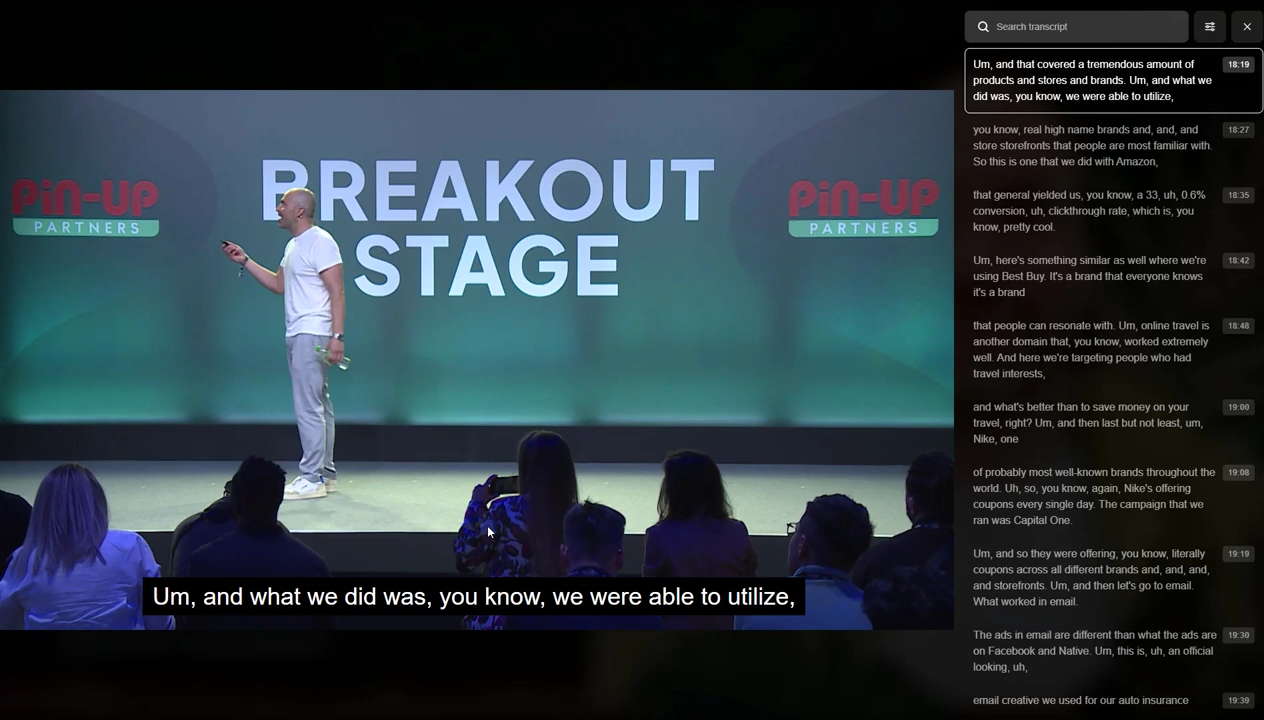 PiN-UP
PARTNERS
BREAKOUT
STAGE
PiN-UP
PARTNERS
Um, and what we did was, you know, we were able to utilize,
Search transcript
Um, and that covered a tremendous amount of
products and stores and brands. Um, and what we
did was, you know, we were able to utilize,
18:19
you know, real high name brands and, and, and
store storefronts that people are most familiar with.
So this is one that we did with Amazon,
18:27
that general yielded us, you know, a 33, uh, 0.6%
conversion, uh, clickthrough rate, which is, you
know, pretty cool.
18:35
Um, here's something similar as well where we're
using Best Buy. It's a brand that everyone knows
it's a brand
18:42
that people can resonate with. Um, online travel is
another domain that, you know, worked extremely
well. And here we're targeting people who had
travel interests,
18:48
and what's better than to save money on your
travel, right? Um, and then last but not least, um,
Nike, one
19:00
of probably most well-known brands throughout the
world. Uh, so, you know, again, Nike's offering
coupons every single day. The campaign that we
ran was Capital One.
19:08
Um, and so they were offering, you know, literally
coupons across all different brands and, and, and,
and storefronts. Um, and then let's go to email.
What worked in email.
19:19
The ads in email are different than what the ads are
on Facebook and Native. Um, this is, uh, an official
looking, uh,
19:30
email creative we used for our auto insurance
19:39